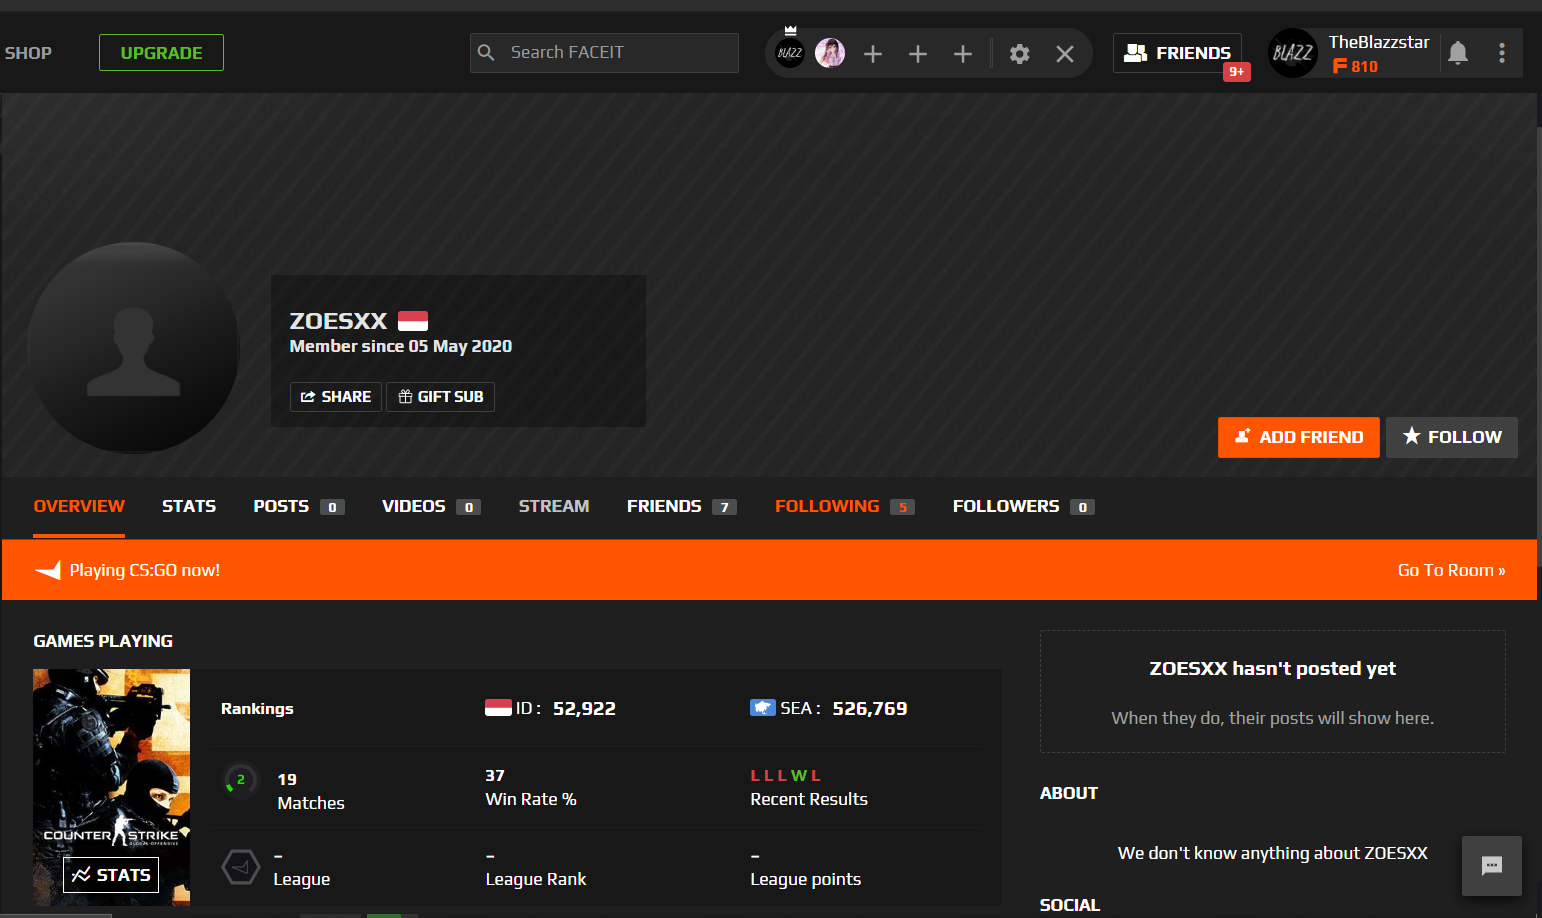 SHOP
UPGRADE
Search FACEIT
BLAZZ
FRIENDS
9+
BLAZZ
TheBlazzstar
810
ZOESXX
Member since 05 May 2020
SHARE
GIFT SUB
ADD FRIEND
FOLLOW
OVERVIEW
STATS
POSTS 0
VIDEOS 0
STREAM
FRIENDS 7
FOLLOWING 5
FOLLOWERS 0
Playing CS:GO now!
Go To Room »
GAMES PLAYING
COUNTER STRIKE
GLOBAL OFFENSIVE
STATS
Rankings
ID : 52,922
SEA : 526,769
2
19
Matches
37
Win Rate %
L L L W L
Recent Results
–
League
–
League Rank
–
League points
ZOESXX hasn't posted yet
When they do, their posts will show here.
ABOUT
We don't know anything about ZOESXX
SOCIAL